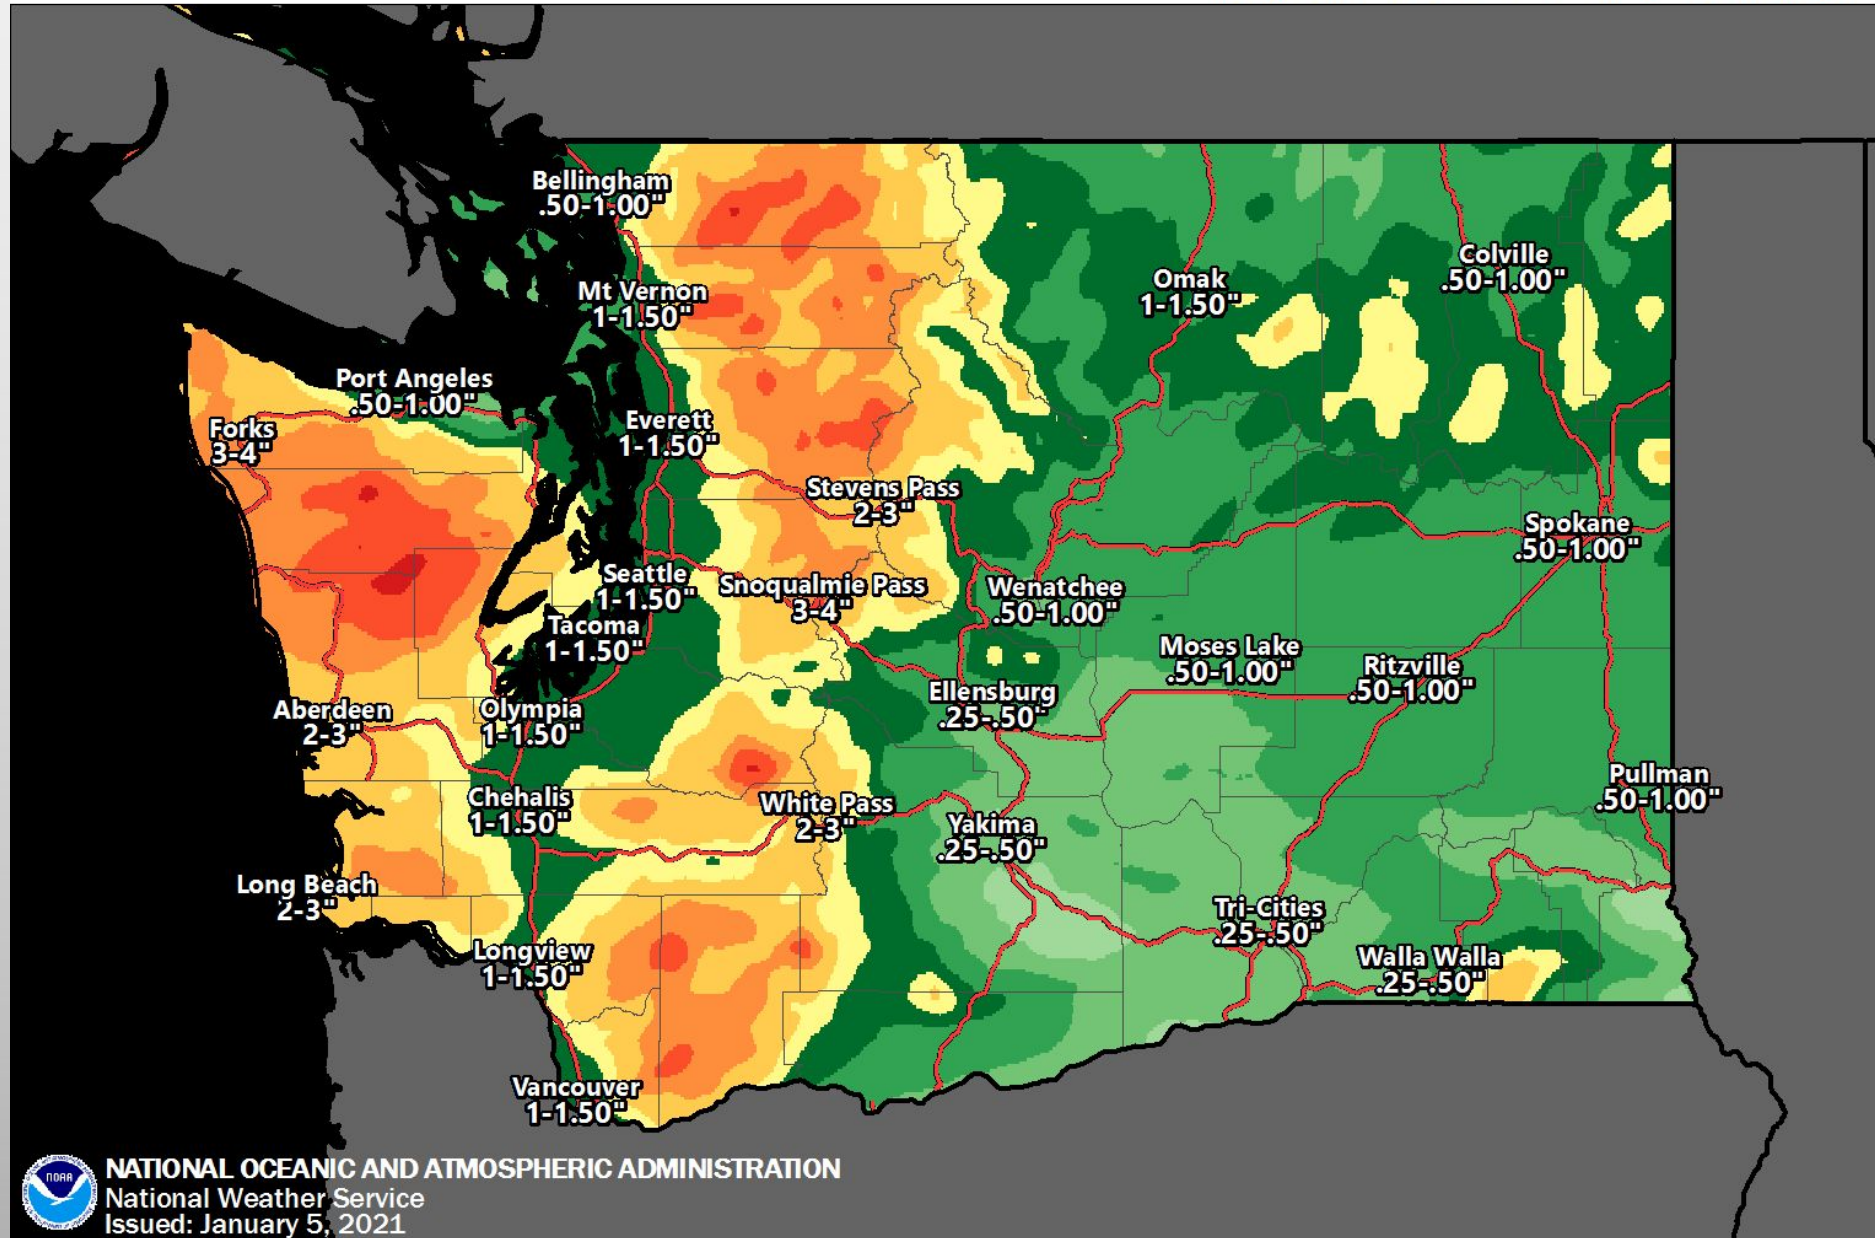 Bellingham
.50-1.00"
Mt Vernon
1-1.50"
Omak
1-1.50"
Colville
.50-1.00"
Port Angeles
.50-1.00"
Forks
3-4"
Everett
1-1.50"
Stevens Pass
2-3"
Spokane
.50-1.00"
Seattle
1-1.50"
Snoqualmie Pass
3-4"
Wenatchee
.50-1.00"
Tacoma
1-1.50"
Moses Lake
.50-1.00"
Ritzville
.50-1.00"
Ellensburg
.25-.50"
Aberdeen
2-3"
Olympia
1-1.50"
Pullman
.50-1.00"
Chehalis
1-1.50"
White Pass
2-3"
Yakima
.25-.50"
Long Beach
2-3"
Tri-Cities
.25-.50"
Longview
1-1.50"
Walla Walla
.25-.50"
Vancouver
1-1.50"
NOAA
NATIONAL OCEANIC AND ATMOSPHERIC ADMINISTRATION
National Weather Service
Issued: January 5, 2021